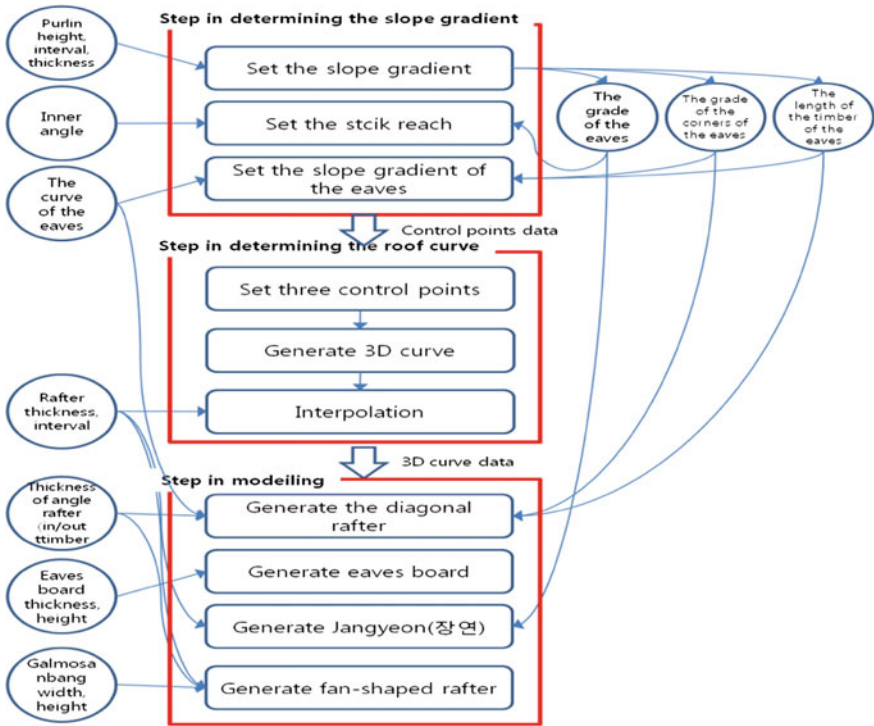 Step in determining the slope gradient
Purlin
height,
interval,
thickness
Set the slope gradient
Inner
angle
Set the stcik reach
The
grade
of the
eaves
The grade
of the
corners of
the eaves
The
length of
the timber
of the
eaves
The
curve
of the
eaves
Set the slope gradient of
the eaves
Control points data
Step in determining the roof curve
Set three control points
Generate 3D curve
Rafter
thickness,
interval
Interpolation
3D curve data
Step in modeiling
Thickness
of angle
rafter
(in/out
ttimber
Generate the diagonal
rafter
Eaves
board
thickness,
height
Generate eaves board
Generate Jangyeon(장연)
Galmosa
nbang
width,
height
Generate fan-shaped rafter